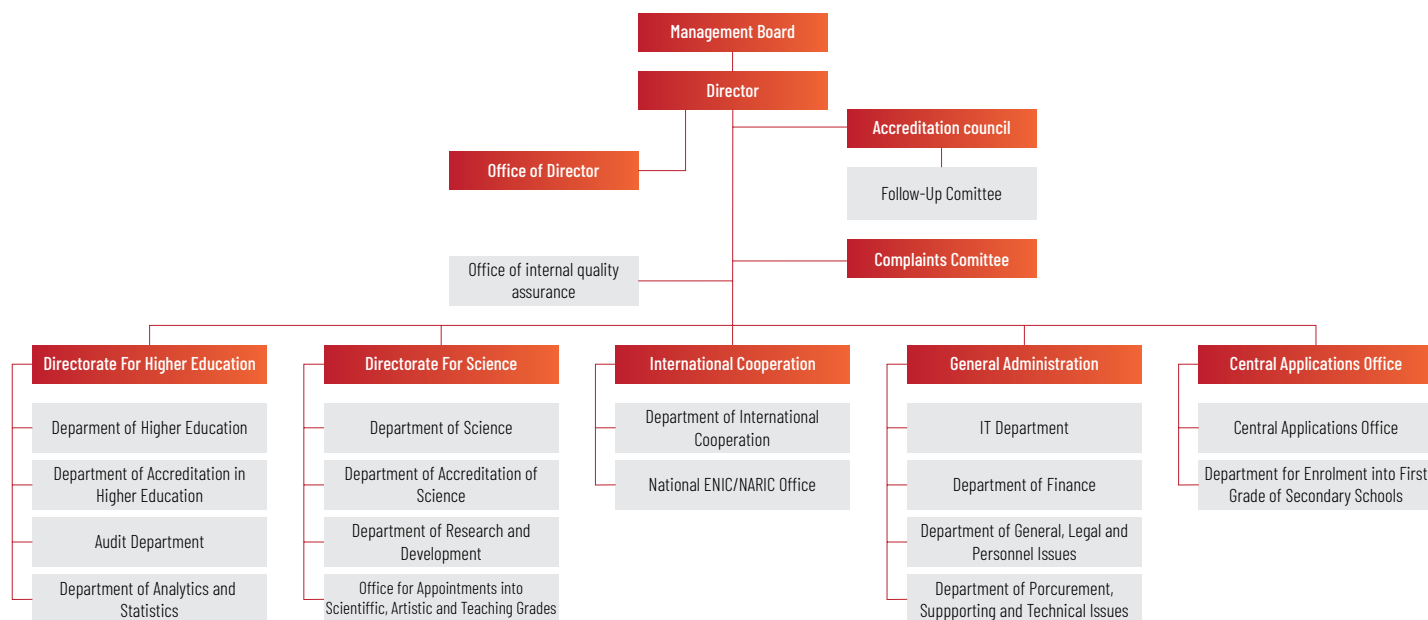 Management Board
Director
Accreditation council
Office of Director
Follow-Up Comittee
Complaints Comittee
Office of internal quality
assurance
Directorate For Higher Education
Deparment of Higher Education
Department of Accreditation in
Higher Education
Audit Department
Department of Analytics and
Statistics
Directorate For Science
Department of Science
Department of Accreditation of
Science
Department of Research and
Development
Office for Appointments into
Scientiffic, Artistic and Teaching Grades
International Cooperation
Department of International
Cooperation
National ENIC/NARIC Office
General Administration
IT Department
Department of Finance
Department of General, Legal and
Personnel Issues
Department of Porcurement,
Suppporting and Technical Issues
Central Applications Office
Central Applications Office
Department for Enrolment into First
Grade of Secondary Schools